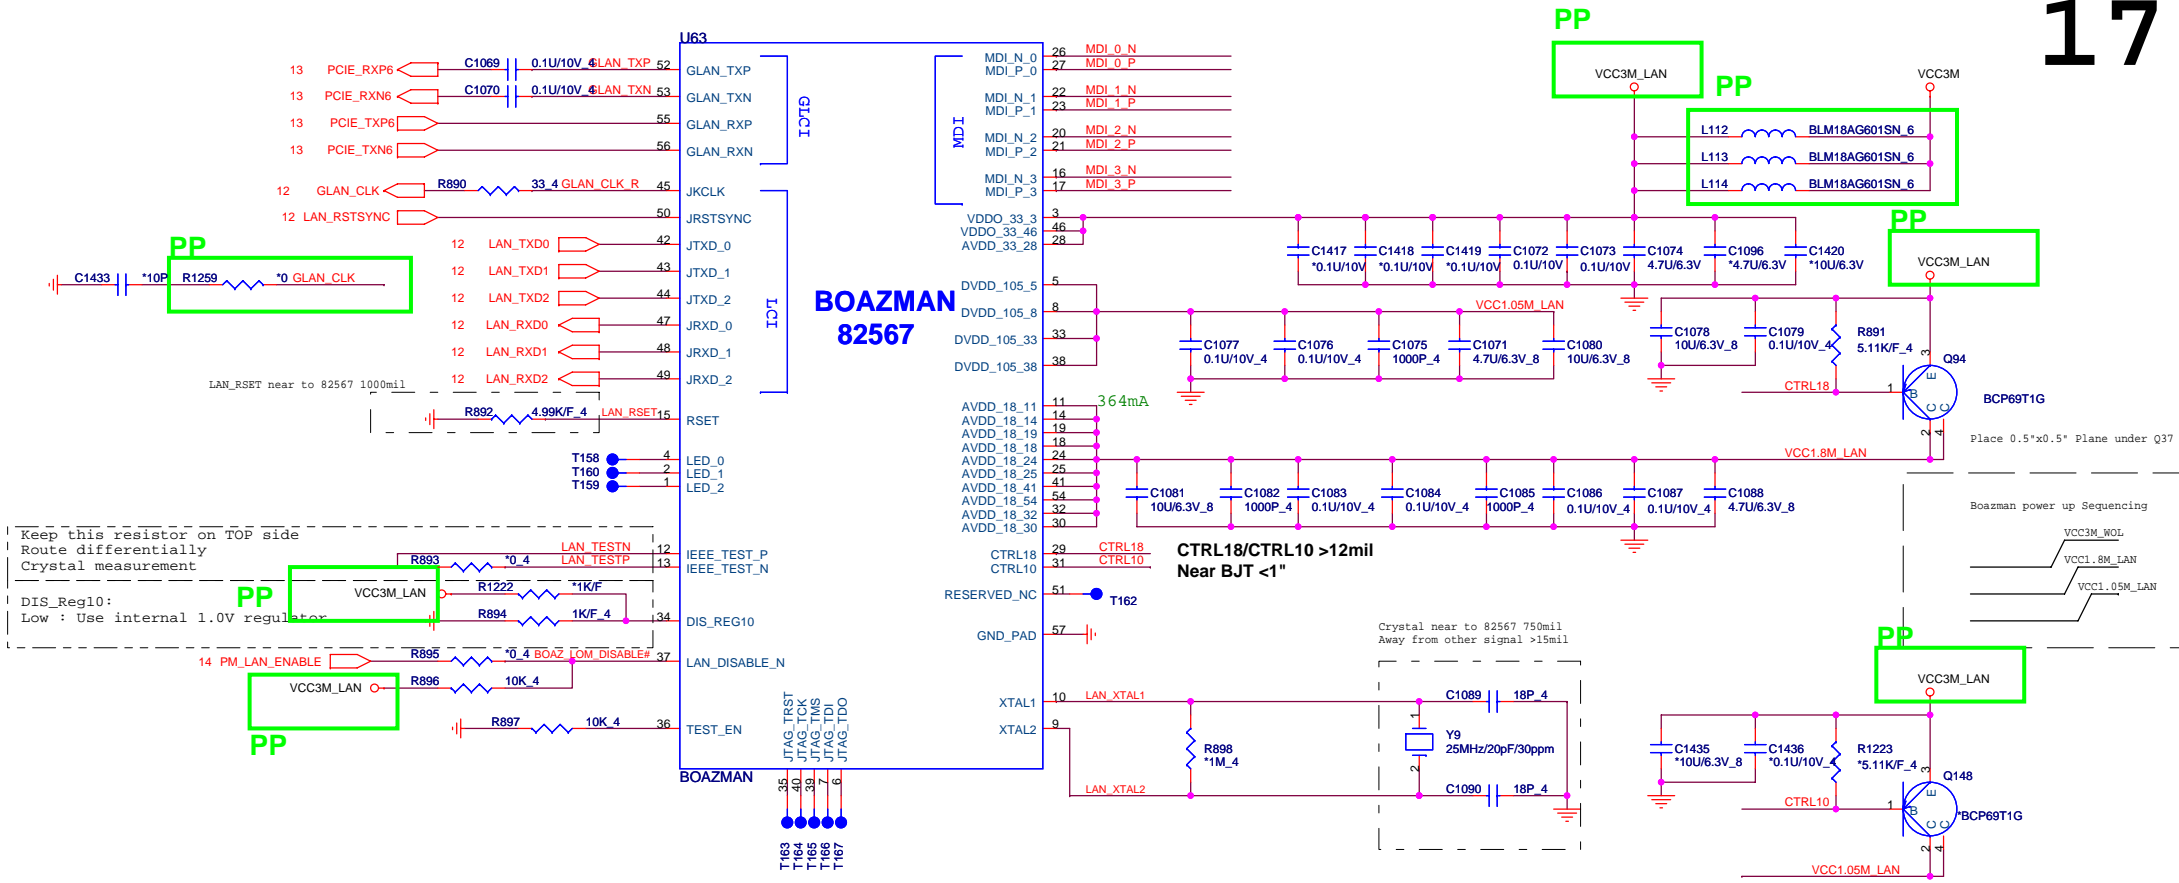 17
PP
VCC3M_LAN
PP
VCC3M
L112 BLM18AG601SN_6
L113 BLM18AG601SN_6
L114 BLM18AG601SN_6
U63
13 PCIE_RXP6 C1069 0.1U/10V_4 GLAN_TXP 52 GLAN_TXP
13 PCIE_RXN6 C1070 0.1U/10V_4 GLAN_TXN 53 GLAN_TXN
13 PCIE_TXP6 55 GLAN_RXP
13 PCIE_TXN6 56 GLAN_RXN
GLCI
12 GLAN_CLK R890 33_4 GLAN_CLK_R 45 JKCLK
12 LAN_RSTSYNC 50 JRSTSYNC
12 LAN_TXD0 42 JTXD_0
12 LAN_TXD1 43 JTXD_1
12 LAN_TXD2 44 JTXD_2
12 LAN_RXD0 47 JRXD_0
12 LAN_RXD1 48 JRXD_1
12 LAN_RXD2 49 JRXD_2
LCI
PP
C1433 *10P R1259 *0 GLAN_CLK
LAN_RSET near to 82567 1000mil
R892 4.99K/F_4 LAN_RSET 15 RSET
T158 4 LED_0
T160 2 LED_1
T159 1 LED_2
Keep this resistor on TOP side
Route differentially
Crystal measurement
LAN_TESTN 12 IEEE_TEST_P
R893 *0_4 LAN_TESTP 13 IEEE_TEST_N
PP
VCC3M_LAN R1222 *1K/F
DIS_Reg10:
Low : Use internal 1.0V regulator
R894 1K/F_4 34 DIS_REG10
14 PM_LAN_ENABLE R895 *0_4 BOAZ_LOM_DISABLE# 37 LAN_DISABLE_N
VCC3M_LAN R896 10K_4
PP
R897 10K_4 36 TEST_EN
BOAZMAN
82567
BOAZMAN
JTAG_TRST 35 T163
JTAG_TCK 40 T164
JTAG_TMS 39 T165
JTAG_TDI 7 T166
JTAG_TDO 6 T167
MDI
MDI_N_0 26 MDI_0_N
MDI_P_0 27 MDI_0_P
MDI_N_1 22 MDI_1_N
MDI_P_1 23 MDI_1_P
MDI_N_2 20 MDI_2_N
MDI_P_2 21 MDI_2_P
MDI_N_3 16 MDI_3_N
MDI_P_3 17 MDI_3_P
VDDO_33_3 3
VDDO_33_46 46
AVDD_33_28 28
C1417 C1418 C1419 C1072 C1073 C1074 C1096 C1420
*0.1U/10V *0.1U/10V *0.1U/10V 0.1U/10V 0.1U/10V 4.7U/6.3V *4.7U/6.3V *10U/6.3V
DVDD_105_5 5
DVDD_105_8 8 VCC1.05M_LAN
DVDD_105_33 33
DVDD_105_38 38
C1077 C1076 C1075 C1071 C1080
0.1U/10V_4 0.1U/10V_4 1000P_4 4.7U/6.3V_8 10U/6.3V_8
AVDD_18_11 11 364mA
AVDD_18_14 14
AVDD_18_19 19
AVDD_18_18 18
AVDD_18_24 24 VCC1.8M_LAN
AVDD_18_25 25
AVDD_18_41 41
AVDD_18_54 54
AVDD_18_32 32
AVDD_18_30 30
C1081 C1082 C1083 C1084 C1085 C1086 C1087 C1088
10U/6.3V_8 1000P_4 0.1U/10V_4 0.1U/10V_4 1000P_4 0.1U/10V_4 0.1U/10V_4 4.7U/6.3V_8
CTRL18 29 CTRL18
CTRL10 31 CTRL10
CTRL18/CTRL10 >12mil
Near BJT <1"
RESERVED_NC 51 T162
GND_PAD 57
Crystal near to 82567 750mil
Away from other signal >15mil
XTAL1 10 LAN_XTAL1
XTAL2 9 LAN_XTAL2
R898
*1M_4
C1089 18P_4
1
Y9
25MHz/20pF/30ppm
2
C1090 18P_4
PP
VCC3M_LAN
C1078 C1079 R891
10U/6.3V_8 0.1U/10V_4 5.11K/F_4
Q94
CTRL18 1 B E C C 3 2 4
BCP69T1G
Place 0.5"x0.5" Plane under Q37
Boazman power up Sequencing
VCC3M_WOL
VCC1.8M_LAN
VCC1.05M_LAN
PP
VCC3M_LAN
C1435 C1436 R1223
*10U/6.3V_8 *0.1U/10V_4 *5.11K/F_4
Q148
CTRL10 1 B E C C 3 2 4
*BCP69T1G
VCC1.05M_LAN